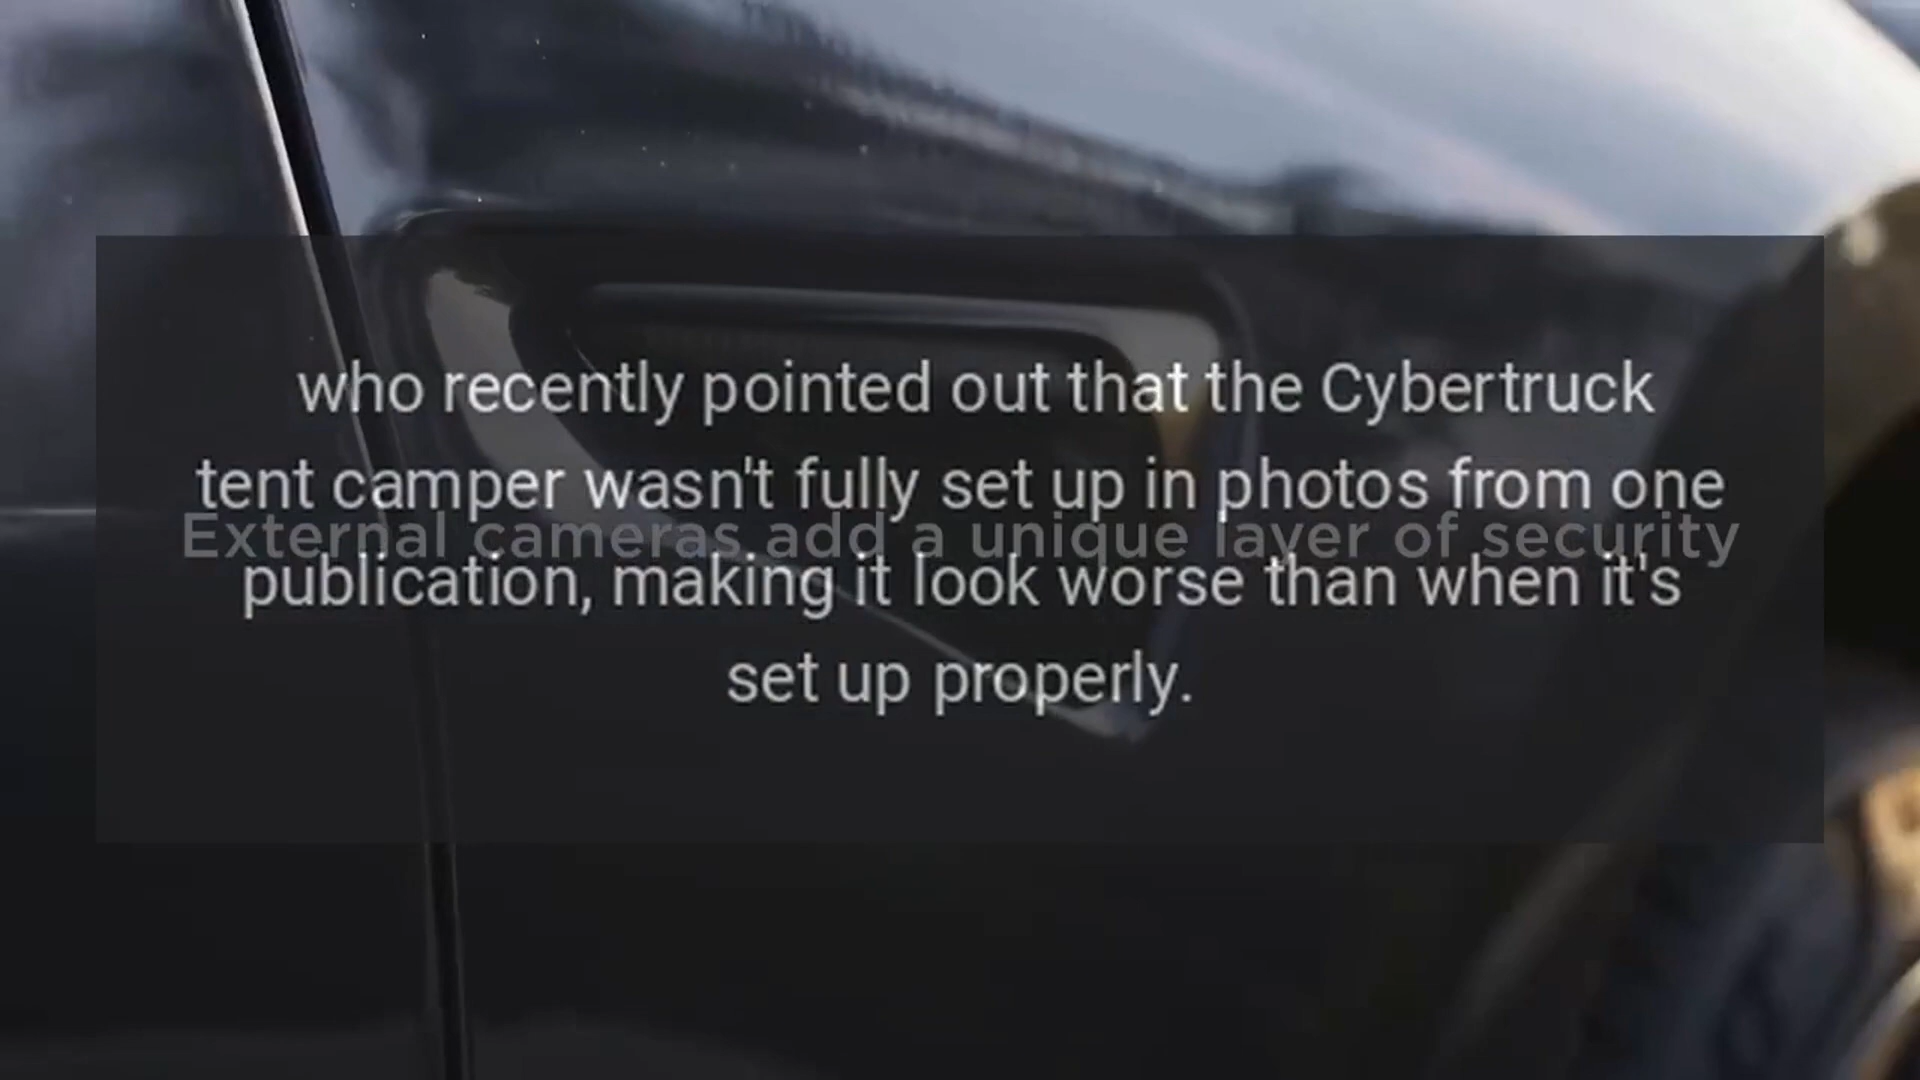 who recently pointed out that the Cybertruck
tent camper wasn't fully set up in photos from one
External cameras add a unique layer of security
publication, making it look worse than when it's
set up properly.